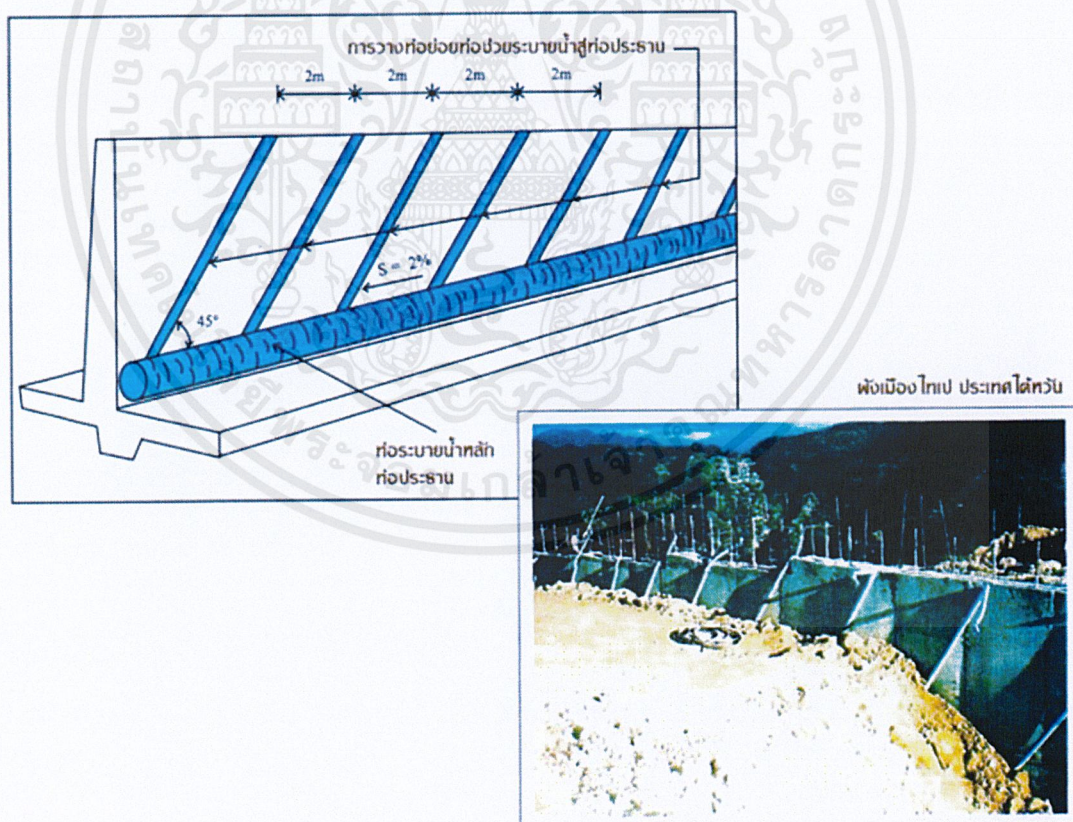 การวางท่อย่อยท่อช่วยระบายน้ำสู่ท่อประธาน
2m 2m 2m 2m
S = 2%
45°
ท่อระบายน้ำหลัก
ท่อประธาน
ผังเมืองไทเป ประเทศไต้หวัน